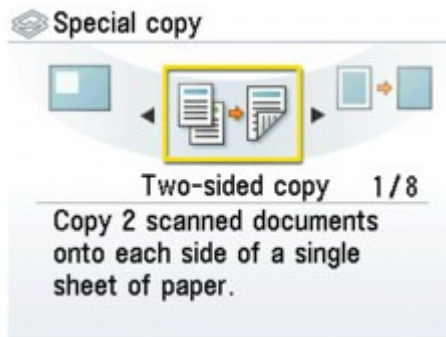 Special copy
Two-sided copy 1/8
Copy 2 scanned documents
onto each side of a single
sheet of paper.